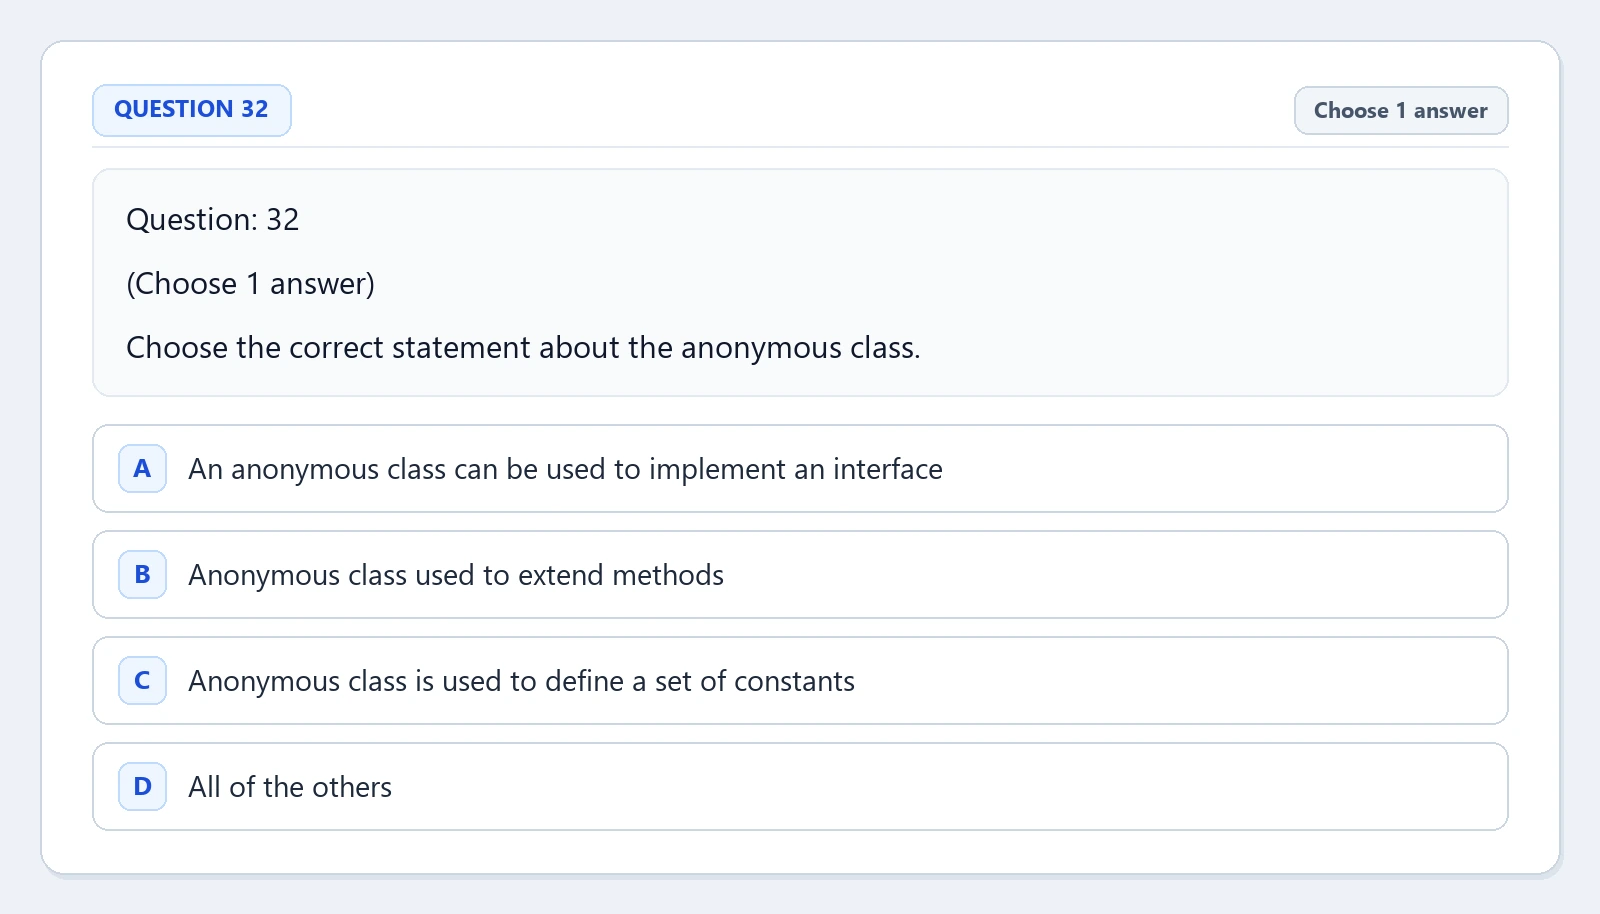 QUESTION 32
Choose 1 answer
Question: 32
(Choose 1 answer)
Choose the correct statement about the anonymous class.
A An anonymous class can be used to implement an interface
B Anonymous class used to extend methods
C Anonymous class is used to define a set of constants
D All of the others